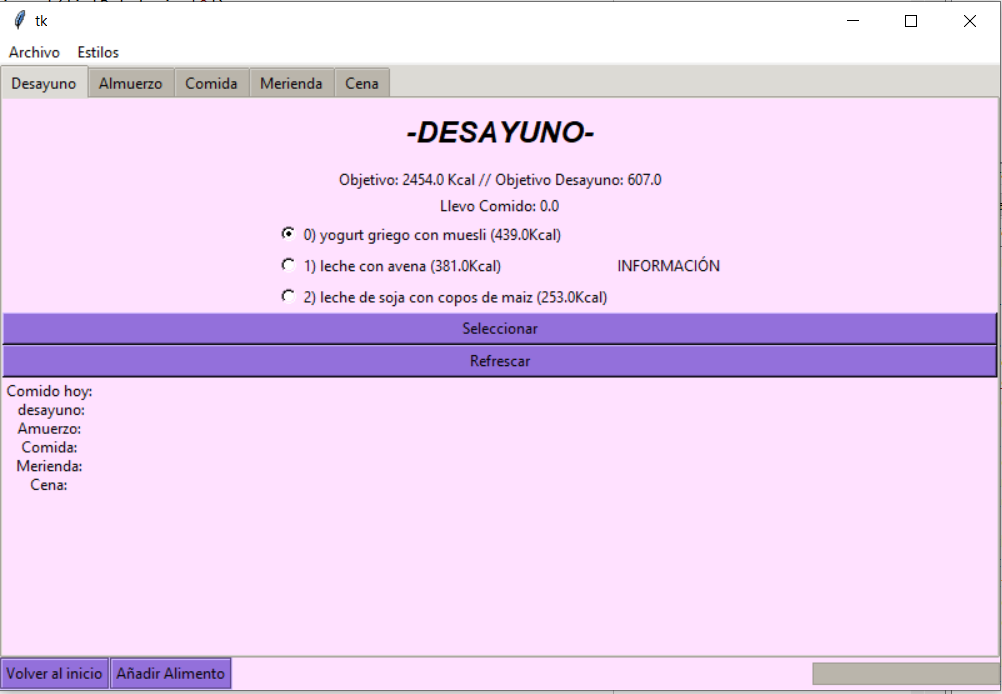 tk
Archivo Estilos
Desayuno Almuerzo Comida Merienda Cena
-DESAYUNO-
Objetivo: 2454.0 Kcal // Objetivo Desayuno: 607.0
Llevo Comido: 0.0
0) yogurt griego con muesli (439.0Kcal)
1) leche con avena (381.0Kcal) INFORMACIÓN
2) leche de soja con copos de maiz (253.0Kcal)
Seleccionar
Refrescar
Comido hoy:
desayuno:
Amuerzo:
Comida:
Merienda:
Cena:
Volver al inicio Añadir Alimento